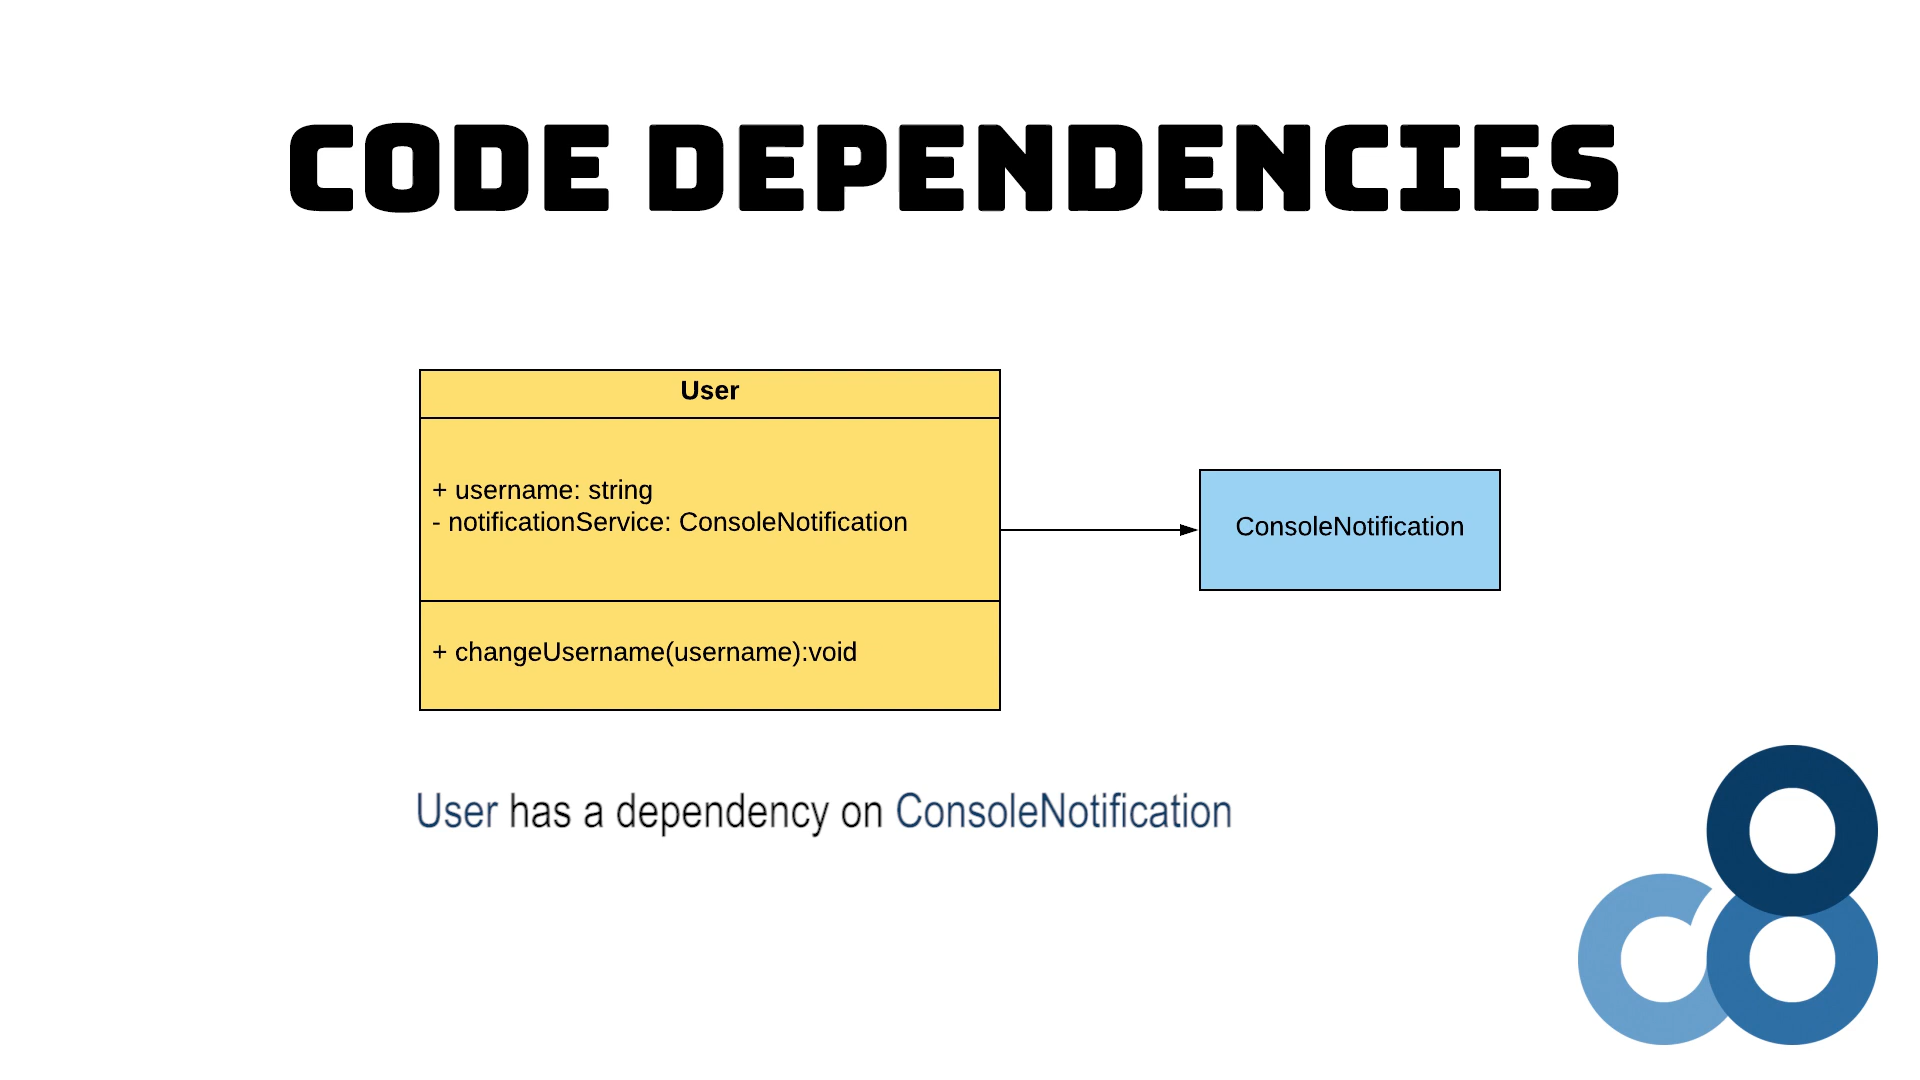 CODE DEPENDENCIES
User
+ username: string
- notificationService: ConsoleNotification
ConsoleNotification
+ changeUsername(username):void
User has a dependency on ConsoleNotification